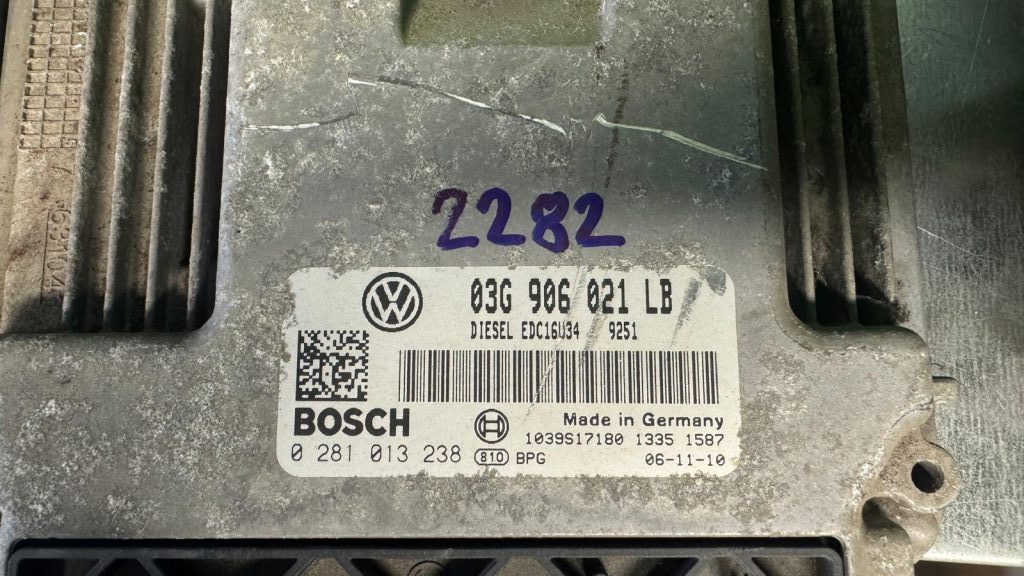 2282
03G 906 021 LB
DIESEL EDC16U34 9251
BOSCH
Made in Germany
1039S17180 1335 1587
0 281 013 238 810 BPG 06-11-10